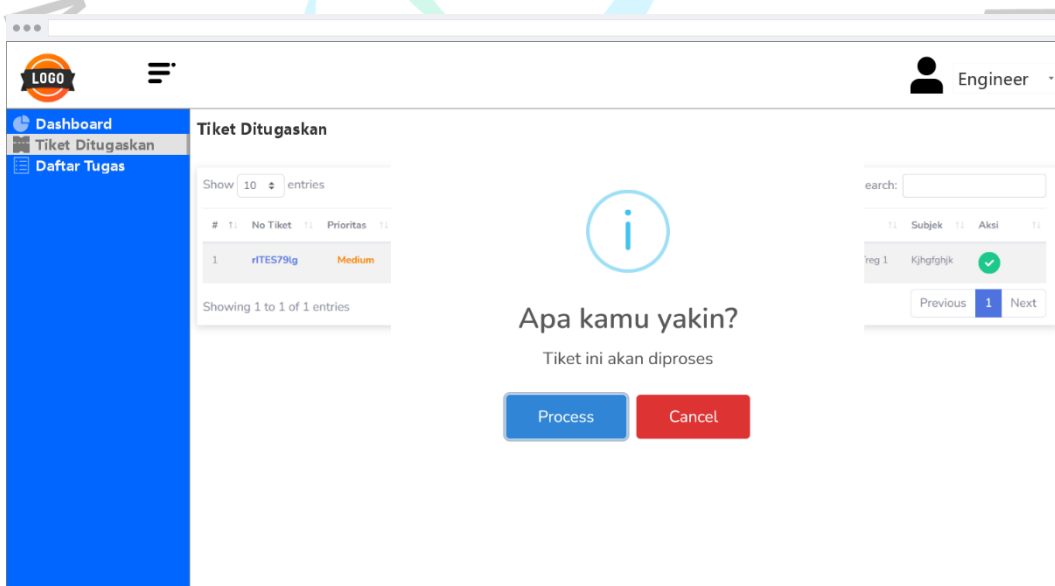 LOGO
Engineer
Dashboard
Tiket Ditugaskan
Daftar Tugas
Tiket Ditugaskan
Show 10 entries
earch:
# No Tiket Prioritas Subjek Aksi
1 rITES79lg Medium reg 1 Kjhgfghjk
Showing 1 to 1 of 1 entries
Previous 1 Next
i
Apa kamu yakin?
Tiket ini akan diproses
Process Cancel